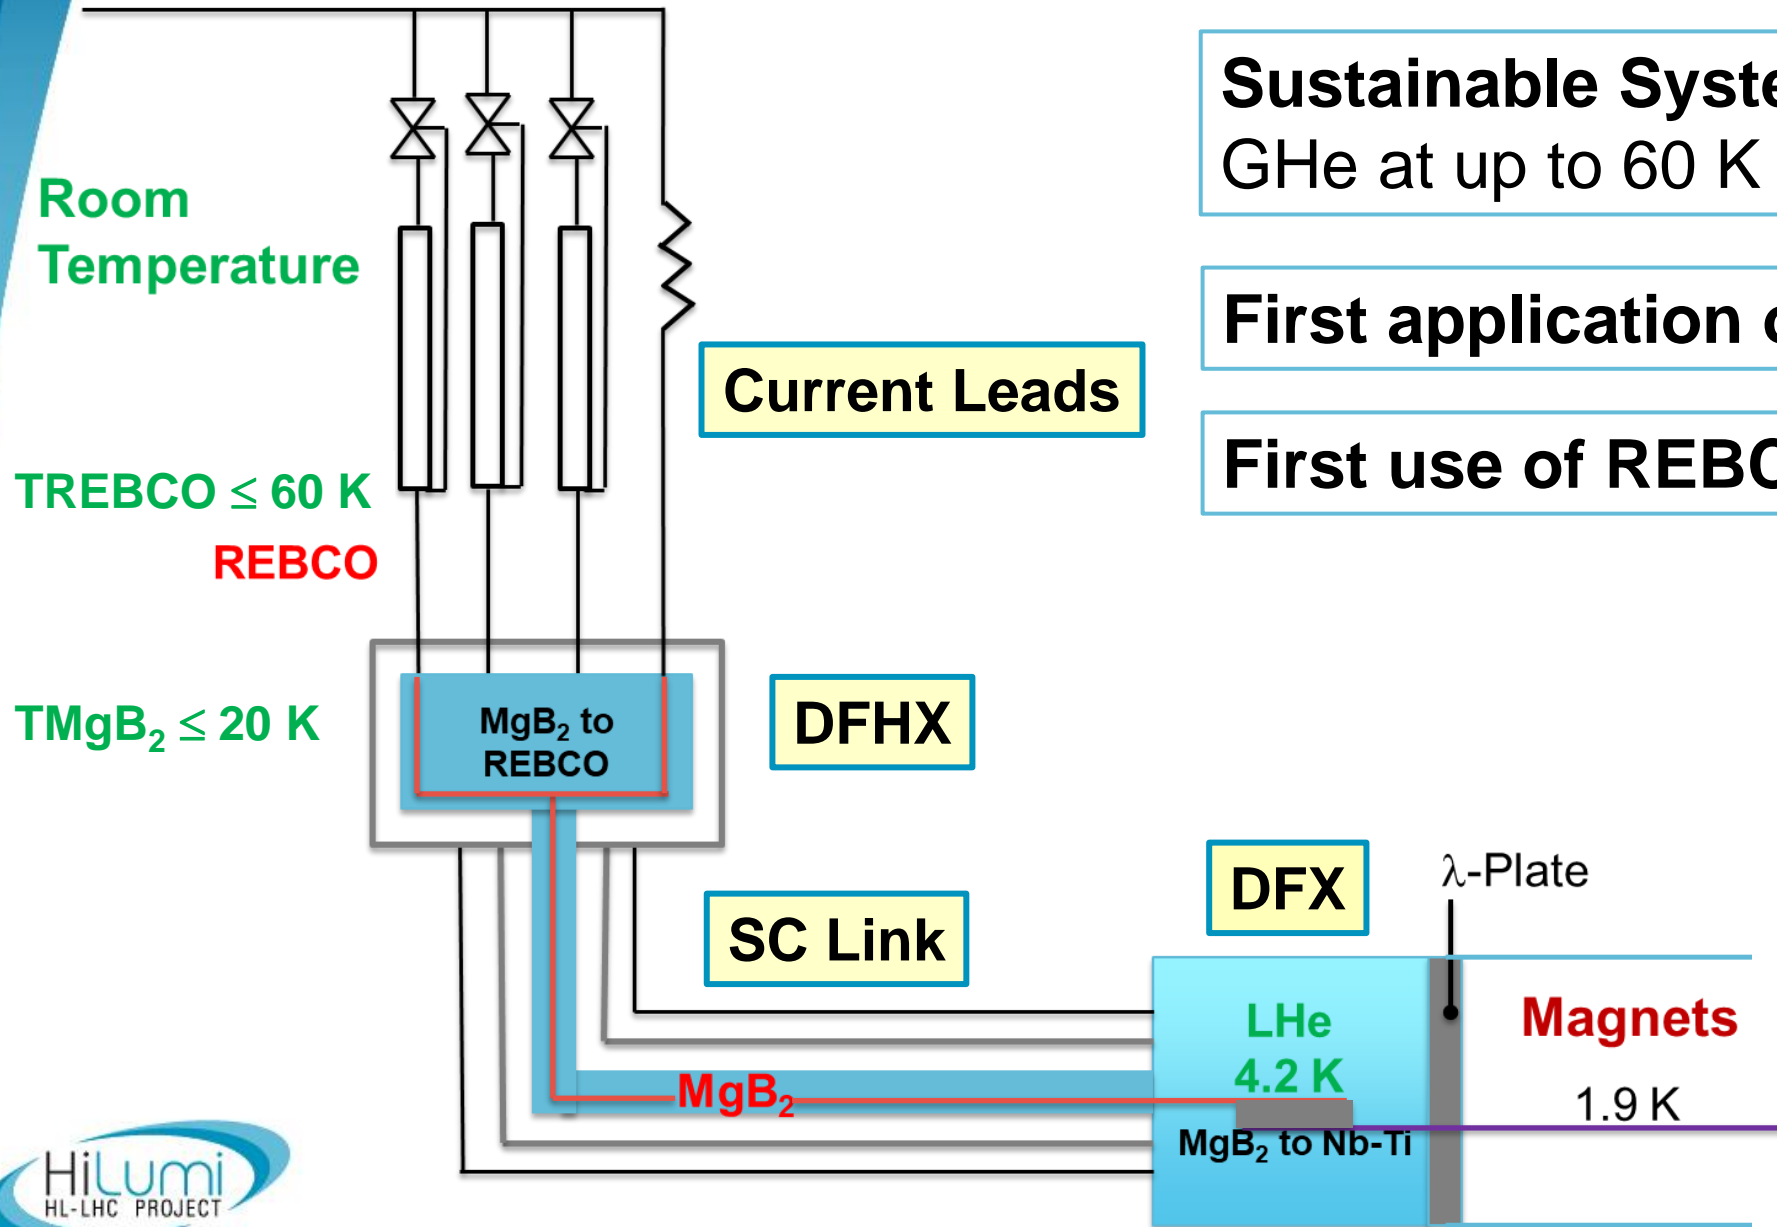 Sustainable
GHe at up to 60 K
Room
Temperature
First application
Current Leads
First use of
TREBCO ≤ 60 K
REBCO
TMgB₂ ≤ 20 K
MgB₂ to
REBCO
DFHX
SC Link
DFX
λ-Plate
LHe
4.2 K
Magnets
MgB₂
1.9 K
MgB₂ to Nb-Ti
HiLumi
HL-LHC PROJECT